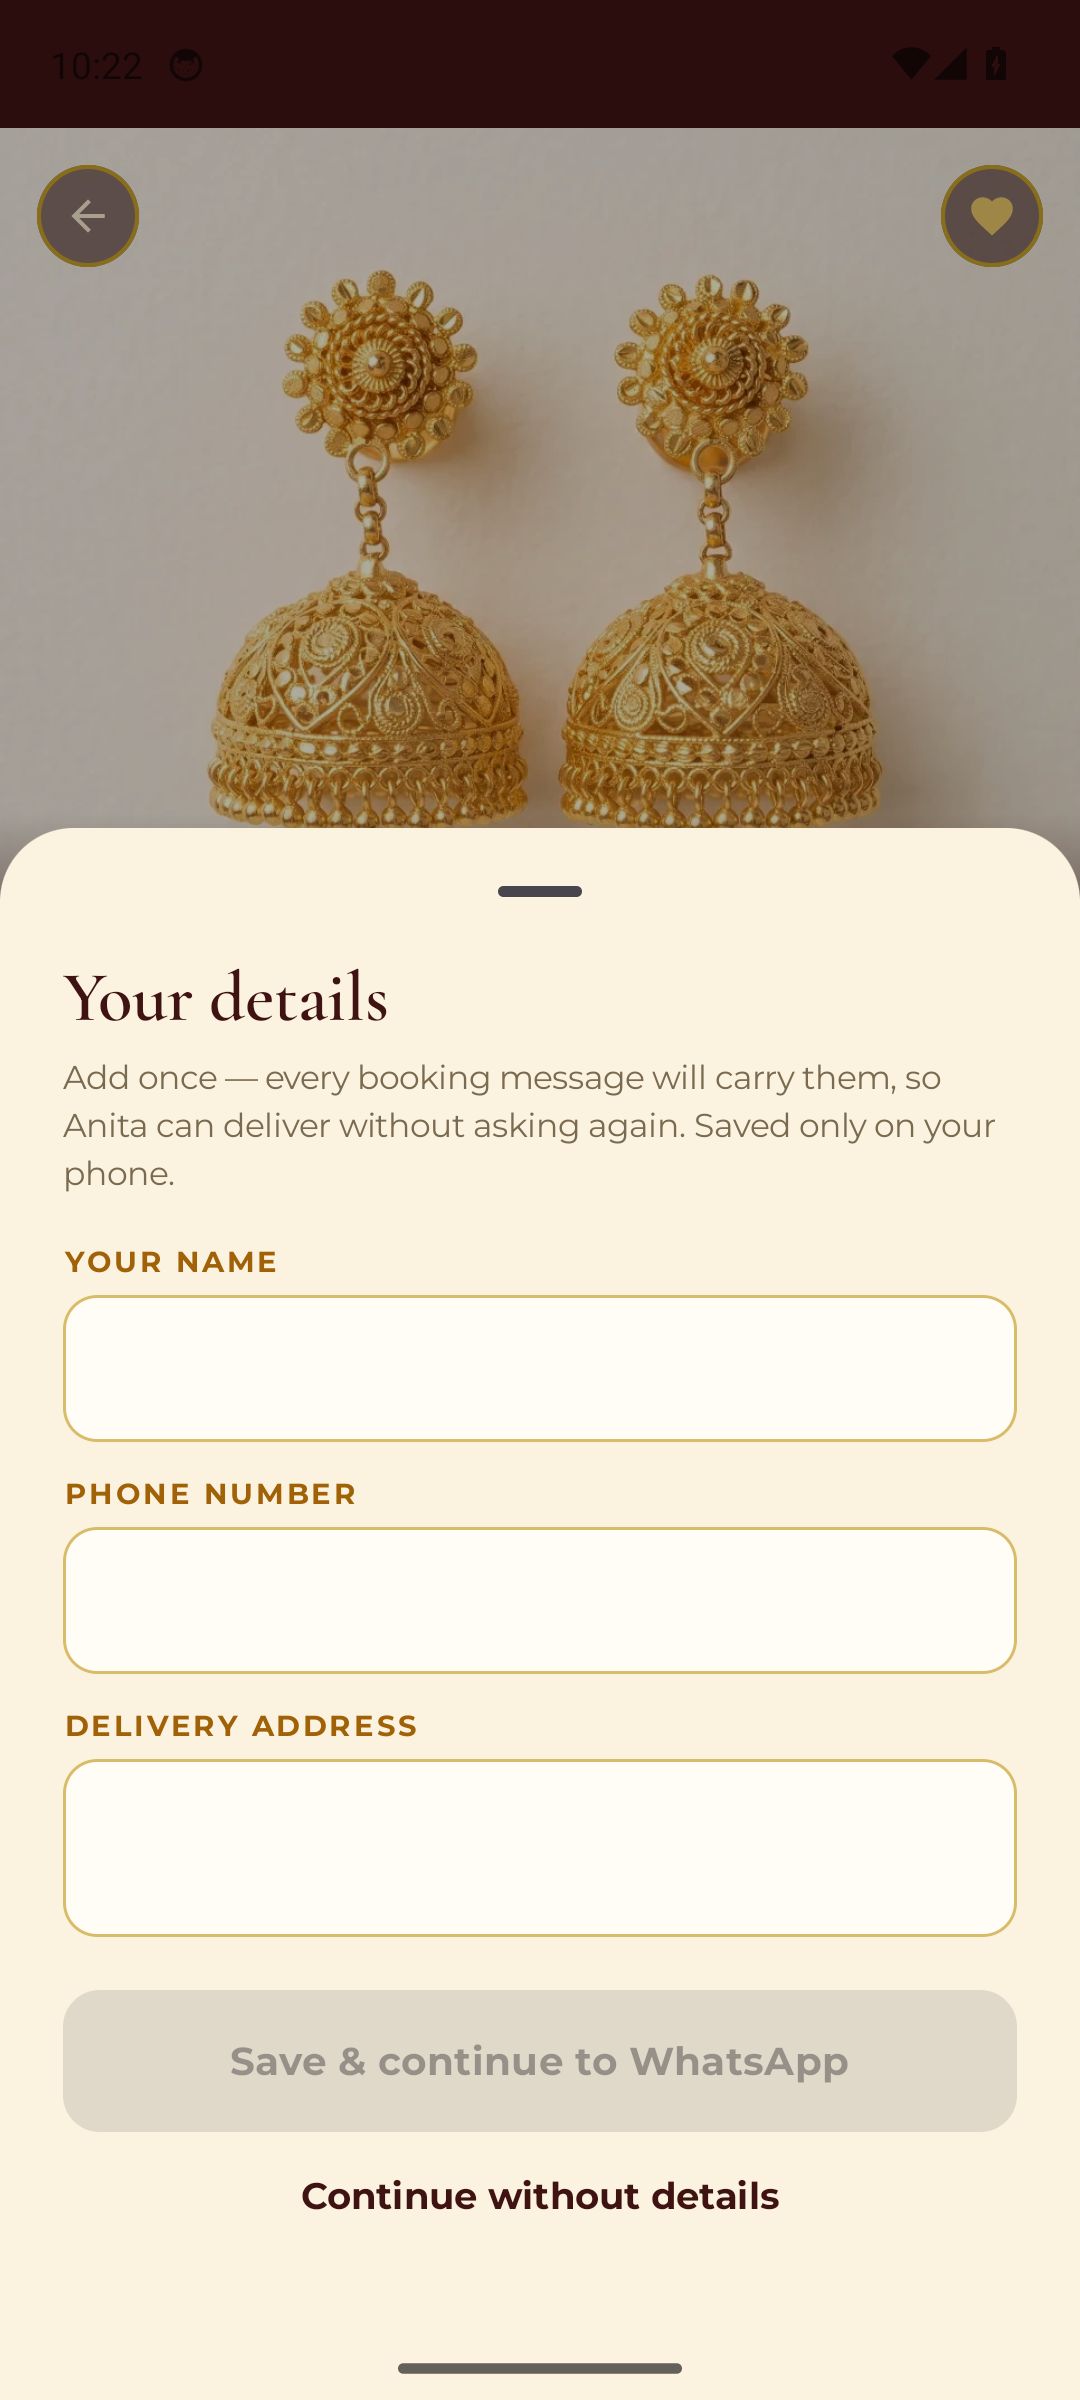 10:22
Your details
Add once — every booking message will carry them, so
Anita can deliver without asking again. Saved only on your
phone.
YOUR NAME
PHONE NUMBER
DELIVERY ADDRESS
Save & continue to WhatsApp
Continue without details